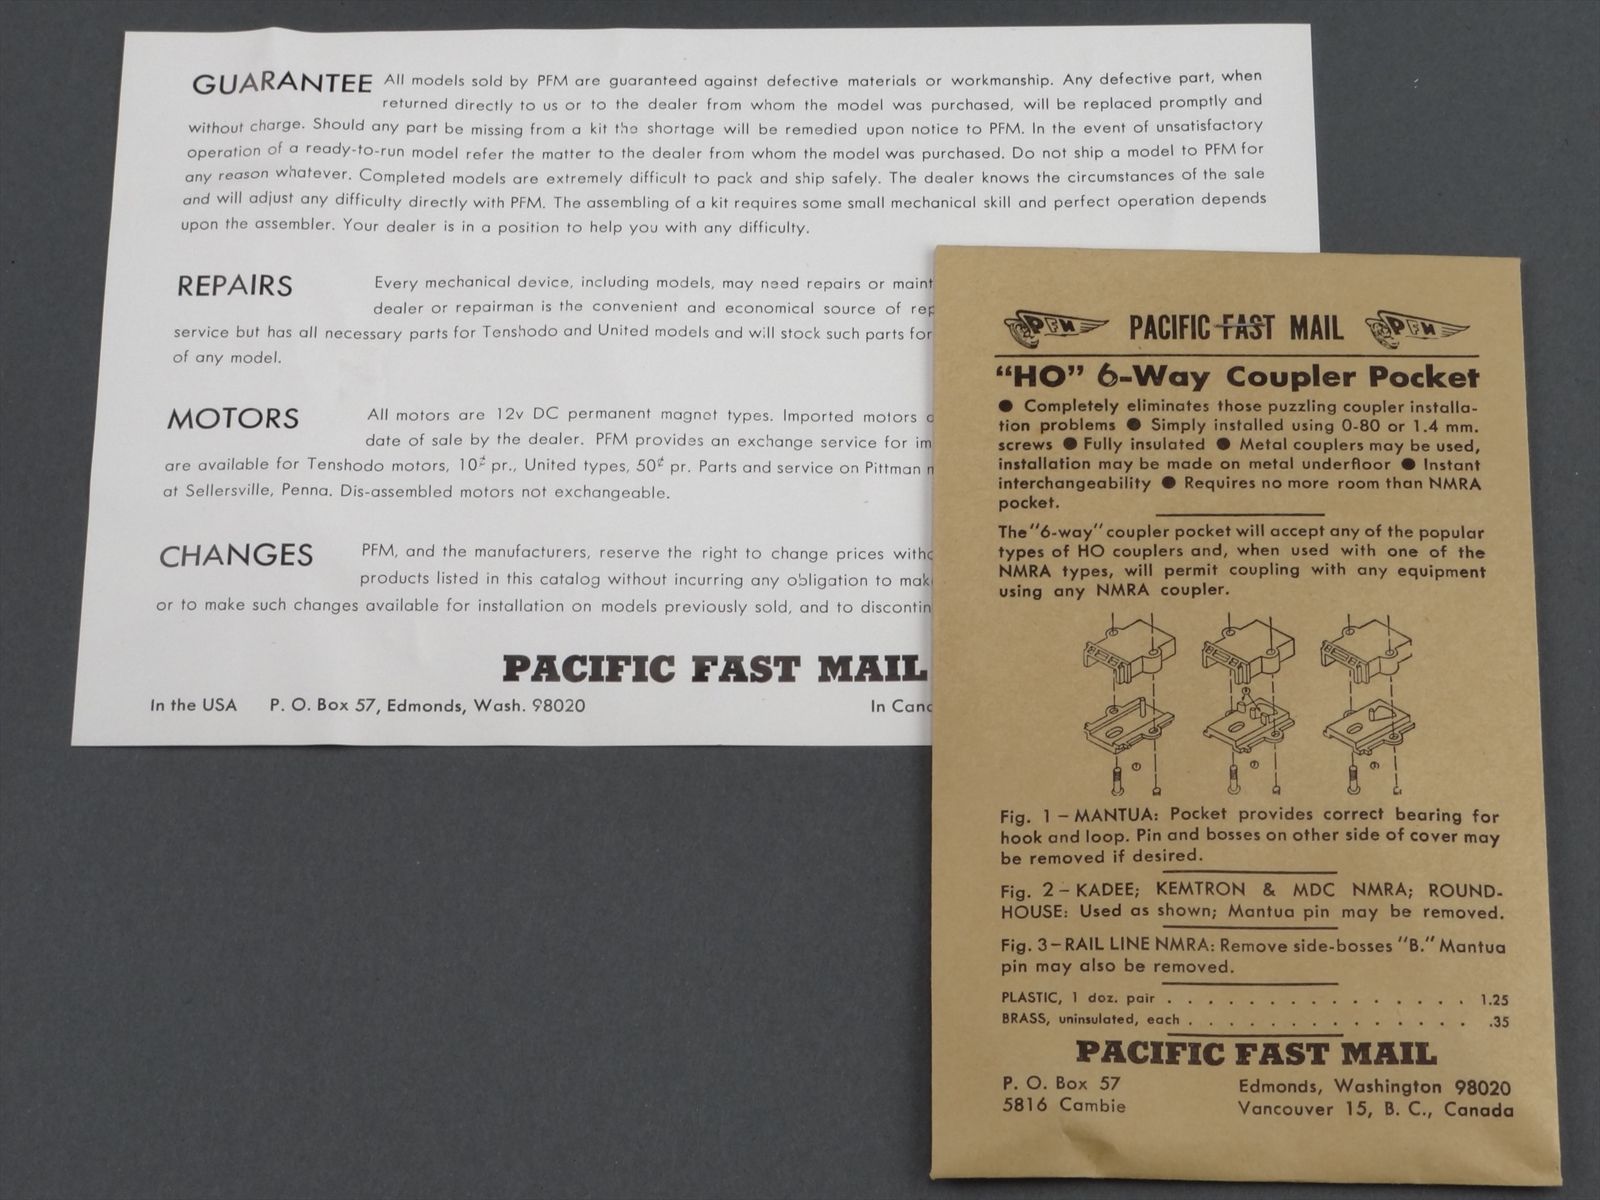 GUARANTEE All models sold by PFM are guaranteed against defective materials or workmanship. Any defective part, when
returned directly to us or to the dealer from whom the model was purchased, will be replaced promptly and
without charge. Should any part be missing from a kit the shortage will be remedied upon notice to PFM. In the event of unsatisfactory
operation of a ready-to-run model refer the matter to the dealer from whom the model was purchased. Do not ship a model to PFM for
any reason whatever. Completed models are extremely difficult to pack and ship safely. The dealer knows the circumstances of the sale
and will adjust any difficulty directly with PFM. The assembling of a kit requires some small mechanical skill and perfect operation depends
upon the assembler. Your dealer is in a position to help you with any difficulty.
REPAIRS Every mechanical device, including models, may need repairs or maint
dealer or repairman is the convenient and economical source of rep
service but has all necessary parts for Tenshodo and United models and will stock such parts for
of any model.
MOTORS All motors are 12v DC permanent magnet types. Imported motors
date of sale by the dealer. PFM provides an exchange service for im
are available for Tenshodo motors, 10¢ pr., United types, 50¢ pr. Parts and service on Pittman
at Sellersville, Penna. Dis-assembled motors not exchangeable.
CHANGES PFM, and the manufacturers, reserve the right to change prices witho
products listed in this catalog without incurring any obligation to mak
or to make such changes available for installation on models previously sold, and to discontin
PACIFIC FAST MAIL
In the USA P. O. Box 57, Edmonds, Wash. 98020 In Cana
PFM PACIFIC FAST MAIL PFM
"HO" 6-Way Coupler Pocket
● Completely eliminates those puzzling coupler installa-
tion problems ● Simply installed using 0-80 or 1.4 mm.
screws ● Fully insulated ● Metal couplers may be used,
installation may be made on metal underfloor ● Instant
interchangeability ● Requires no more room than NMRA
pocket.
The "6-way" coupler pocket will accept any of the popular
types of HO couplers and, when used with one of the
NMRA types, will permit coupling with any equipment
using any NMRA coupler.
Fig. 1 – MANTUA: Pocket provides correct bearing for
hook and loop. Pin and bosses on other side of cover may
be removed if desired.
Fig. 2 – KADEE; KEMTRON & MDC NMRA; ROUND-
HOUSE: Used as shown; Mantua pin may be removed.
Fig. 3 – RAIL LINE NMRA: Remove side-bosses "B." Mantua
pin may also be removed.
PLASTIC, 1 doz. pair . . . . . . . . . . . . . . . 1.25
BRASS, uninsulated, each . . . . . . . . . . . . . .35
PACIFIC FAST MAIL
P. O. Box 57 Edmonds, Washington 98020
5816 Cambie Vancouver 15, B. C., Canada